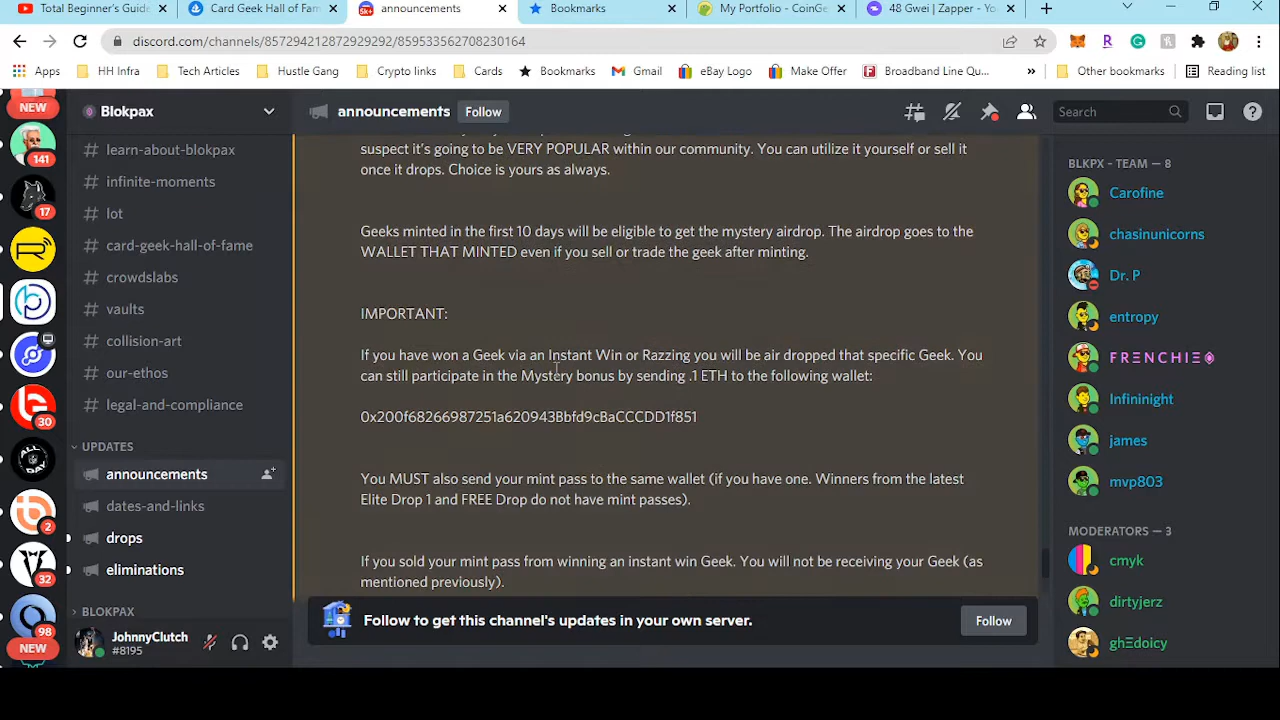 Total Beginner's Guide
Card Geek Hall of Fam
announcements
Bookmarks
My Portfolio - CoinGe
48 Gwei | Zapper - Yo
discord.com/channels/857294212872929292/859533562708230164
Apps
HH Infra
Tech Articles
Hustle Gang
Crypto links
Cards
Bookmarks
Gmail
eBay Logo
Make Offer
Broadband Line Qu...
»
Other bookmarks
Reading list
NEW
141
17
30
2
32
98
NEW
Blokpax
# learn-about-blokpax
# infinite-moments
# lot
# card-geek-hall-of-fame
# crowdslabs
# vaults
# collision-art
# our-ethos
# legal-and-compliance
UPDATES
announcements
dates-and-links
drops
eliminations
BLOKPAX
JohnnyClutch
#8195
announcements
Follow
Search
suspect it's going to be VERY POPULAR within our community. You can utilize it yourself or sell it
once it drops. Choice is yours as always.
Geeks minted in the first 10 days will be eligible to get the mystery airdrop. The airdrop goes to the
WALLET THAT MINTED even if you sell or trade the geek after minting.
IMPORTANT:
If you have won a Geek via an Instant Win or Razzing you will be air dropped that specific Geek. You
can still participate in the Mystery bonus by sending .1 ETH to the following wallet:
0x200f68266987251a620943Bbfd9cBaCCCDD1f851
You MUST also send your mint pass to the same wallet (if you have one. Winners from the latest
Elite Drop 1 and FREE Drop do not have mint passes).
If you sold your mint pass from winning an instant win Geek. You will not be receiving your Geek (as
mentioned previously).
Follow to get this channel's updates in your own server.
Follow
BLKPX - TEAM — 8
Carofine
chasinunicorns
Dr. P
entropy
FRΞNCHIΞ
Infininight
james
mvp803
MODERATORS — 3
cmyk
dirtyjerz
ghΞdoicy